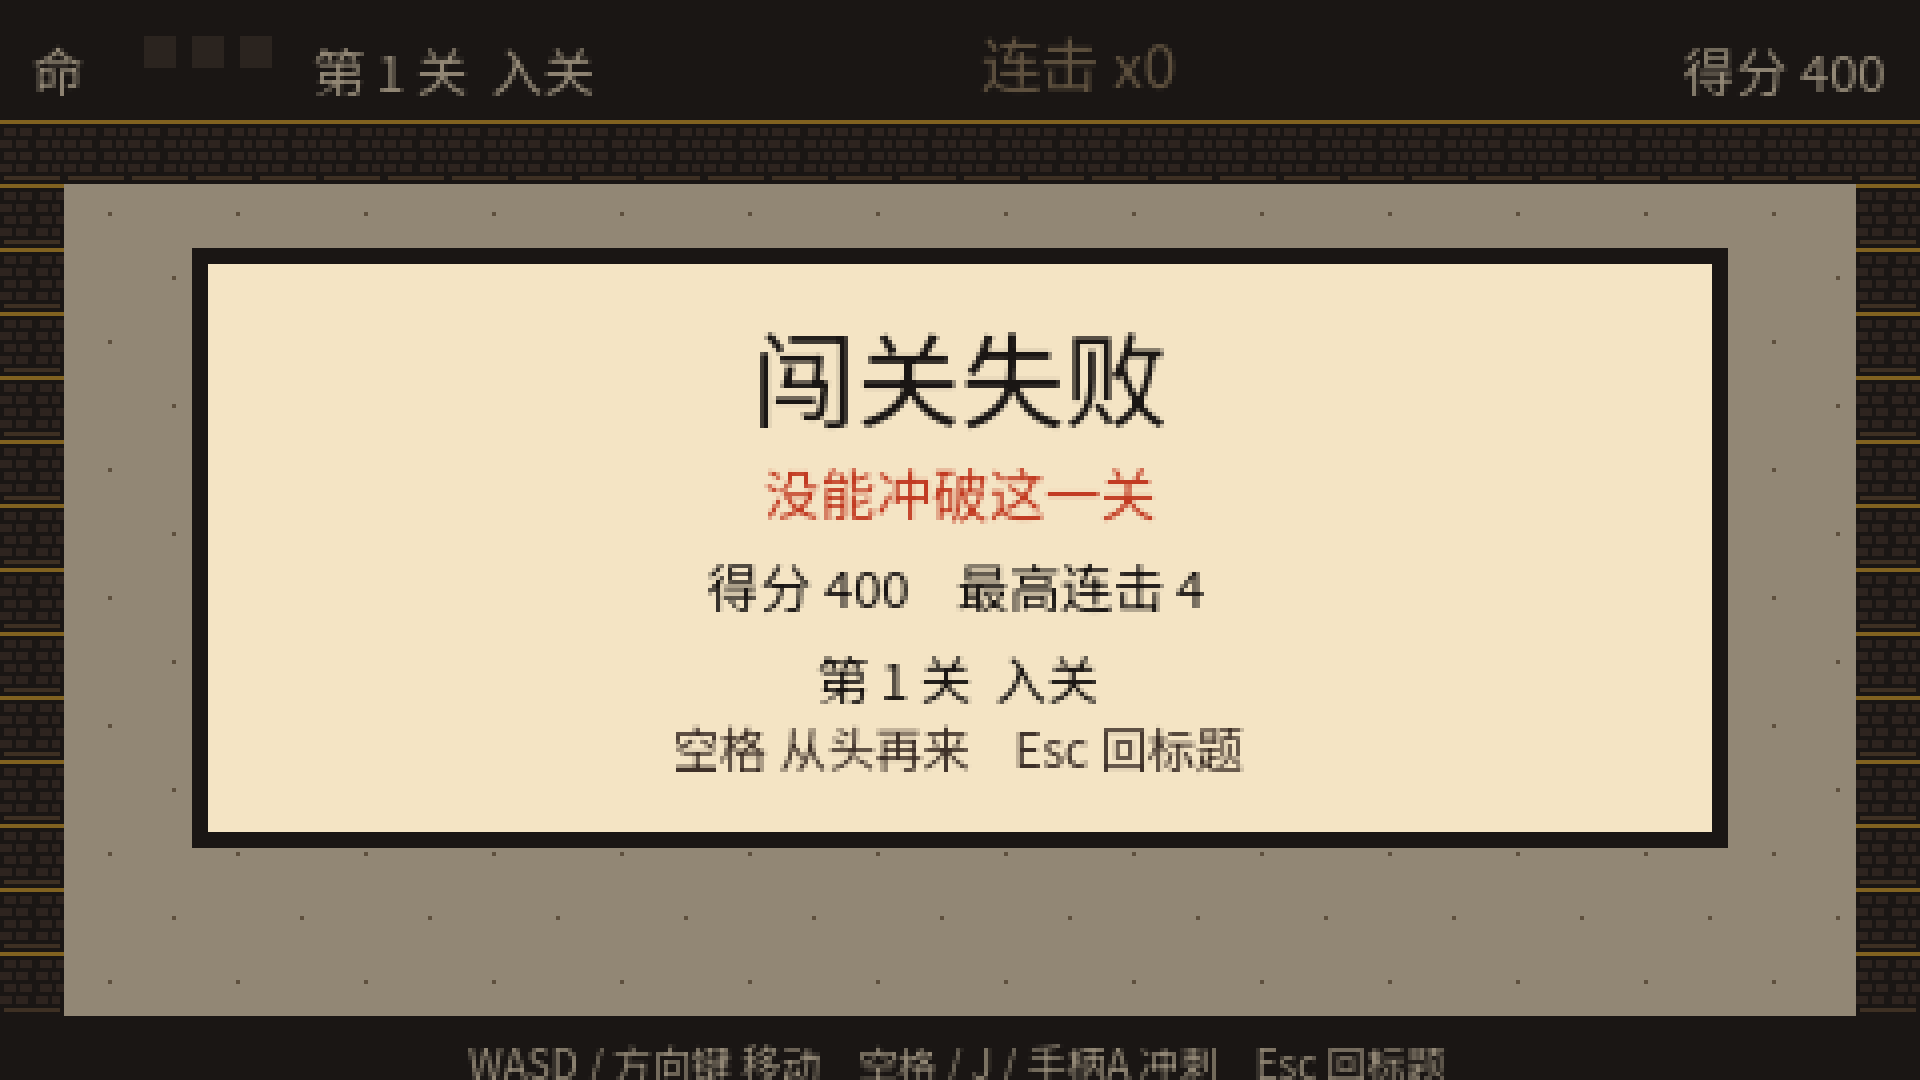 命 第 1 关 入关 连击 x0 得分 400
闯关失败
没能冲破这一关
得分 400 最高连击 4
第 1 关 入关
空格 从头再来 Esc 回标题
WASD / 方向键 移动 空格 / J / 手柄A 冲刺 Esc 回标题